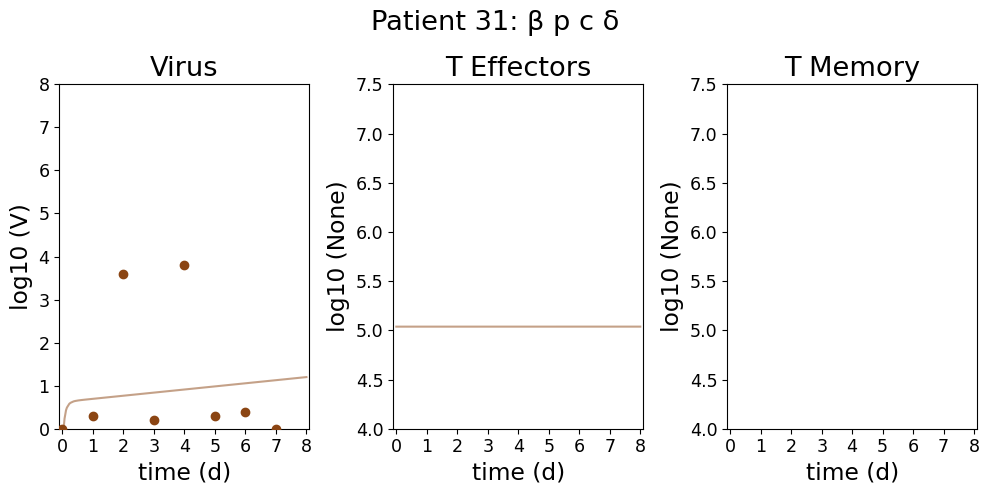 Patient 31: β p c δ
Virus
T Effectors
T Memory
log10 (V)
8
7
6
5
4
3
2
1
0
0 1 2 3 4 5 6 7 8
time (d)
log10 (None)
7.5
7.0
6.5
6.0
5.5
5.0
4.5
4.0
0 1 2 3 4 5 6 7 8
time (d)
log10 (None)
7.5
7.0
6.5
6.0
5.5
5.0
4.5
4.0
0 1 2 3 4 5 6 7 8
time (d)